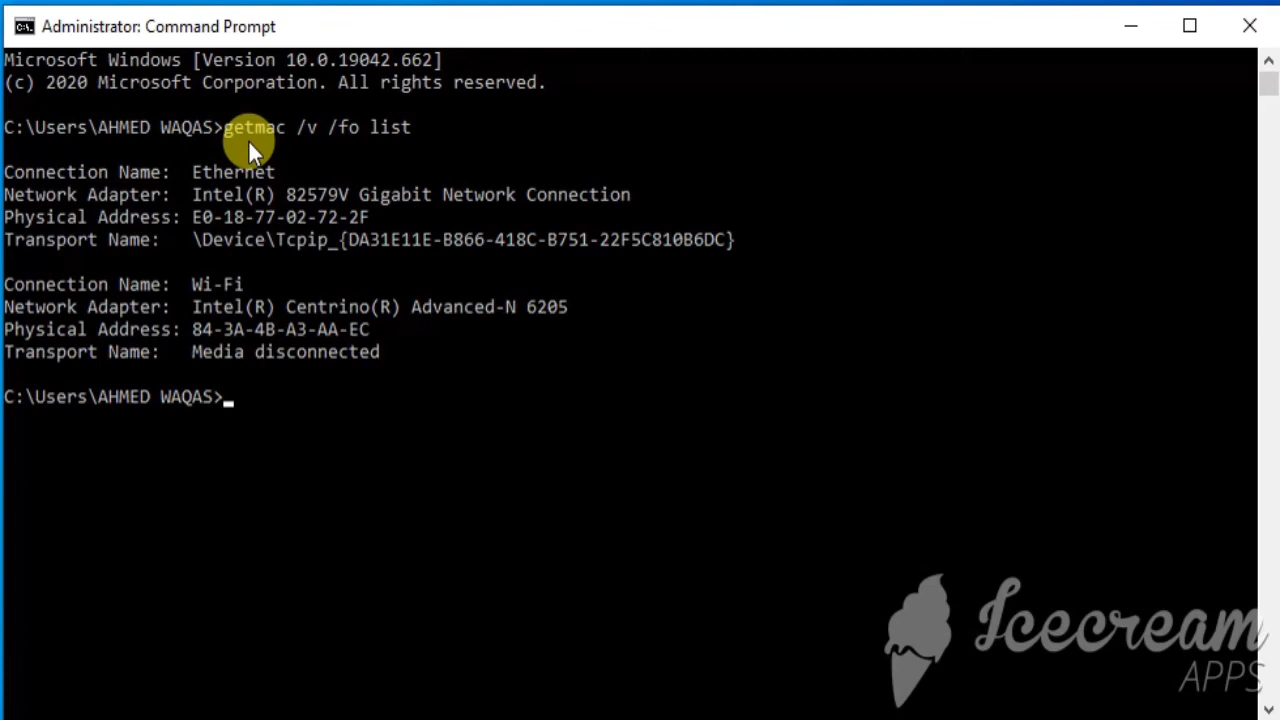 Administrator: Command Prompt
Microsoft Windows [Version 10.0.19042.662]
(c) 2020 Microsoft Corporation. All rights reserved.
C:\Users\AHMED WAQAS>getmac /v /fo list
Connection Name:  Ethernet
Network Adapter:  Intel(R) 82579V Gigabit Network Connection
Physical Address: E0-18-77-02-72-2F
Transport Name:   \Device\Tcpip_{DA31E11E-B866-418C-B751-22F5C810B6DC}
Connection Name:  Wi-Fi
Network Adapter:  Intel(R) Centrino(R) Advanced-N 6205
Physical Address: 84-3A-4B-A3-AA-EC
Transport Name:   Media disconnected
C:\Users\AHMED WAQAS>
Icecream
APPS